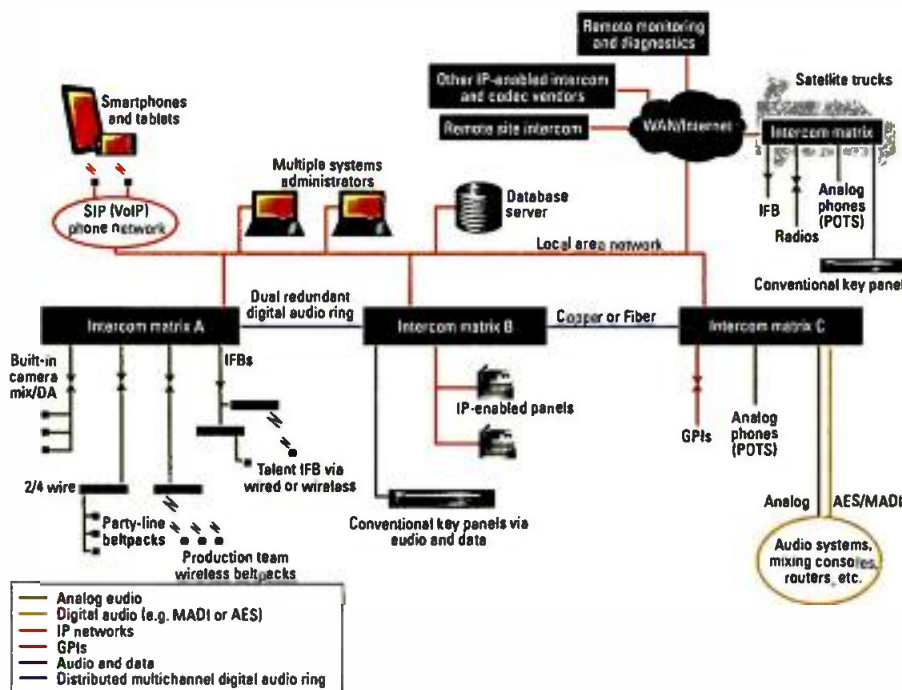 Remote monitoring
and diagnostics
Other IP-enabled intercom
and codec vendors
Remote site intercom
WAN/Internet
Satellite trucks
Intercom matrix
IFB
Radios
Analog
phones
(POTS)
Conventional key panel
Smartphones
and tablets
SIP (VoIP)
phone network
Multiple systems
administrators
Database
server
Local area network
Intercom matrix A
Dual redundant
digital audio ring
Intercom matrix B
Copper or Fiber
Intercom matrix C
Built-in
camera
mix/DA
IFBs
Talent IFB via
wired or wireless
2/4 wire
Party-line
beltpacks
Production team
wireless beltpacks
IP-enabled panels
Conventional key panels via
audio and data
GPIs
Analog
phones
(POTS)
Analog
AES/MADI
Audio systems,
mixing consoles,
routers, etc.
Analog audio
Digital audio (e.g. MADI or AES)
IP networks
GPIs
Audio and data
Distributed multichannel digital audio ring